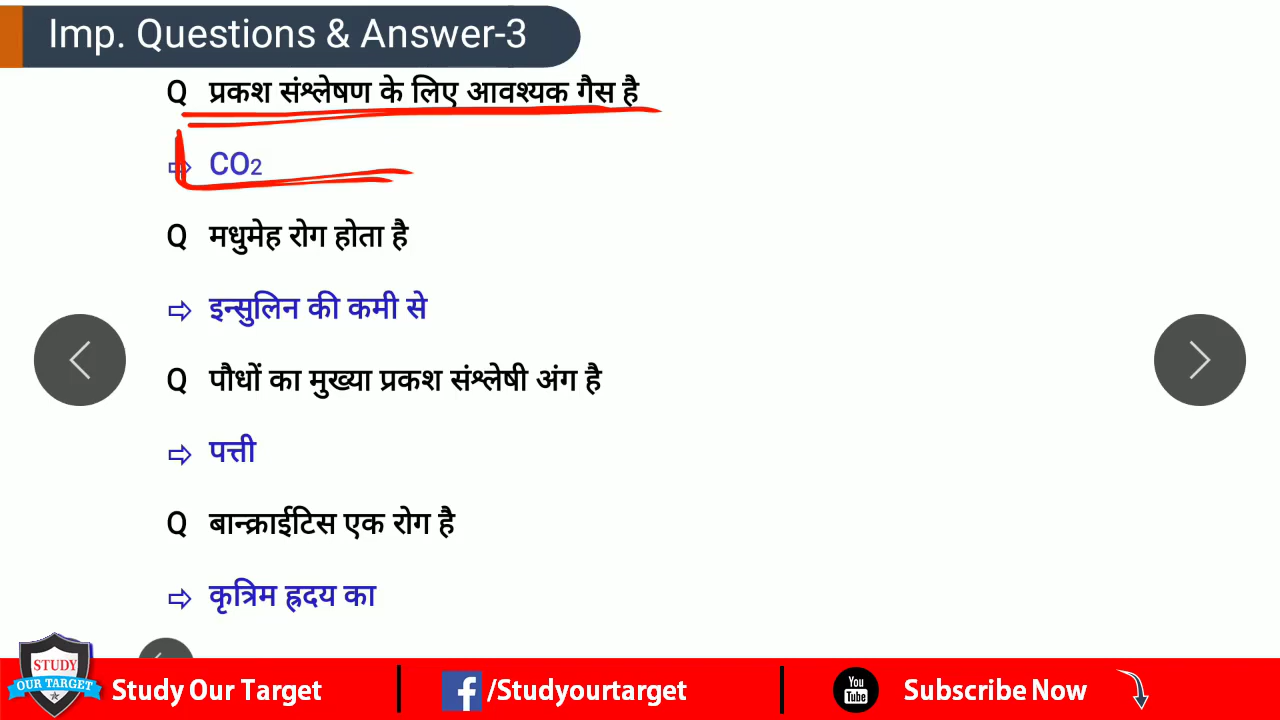 Imp. Questions & Answer-3
Q प्रकश संश्लेषण के लिए आवश्यक गैस है
⇨ CO₂
Q मधुमेह रोग होता है
⇨ इन्सुलिन की कमी से
Q पौधों का मुख्या प्रकश संश्लेषी अंग है
⇨ पत्ती
Q बान्क्राईटिस एक रोग है
⇨ कृत्रिम ह्रदय का
STUDY
OUR TARGET
Study Our Target
f /Studyourtarget
You Tube
Subscribe Now